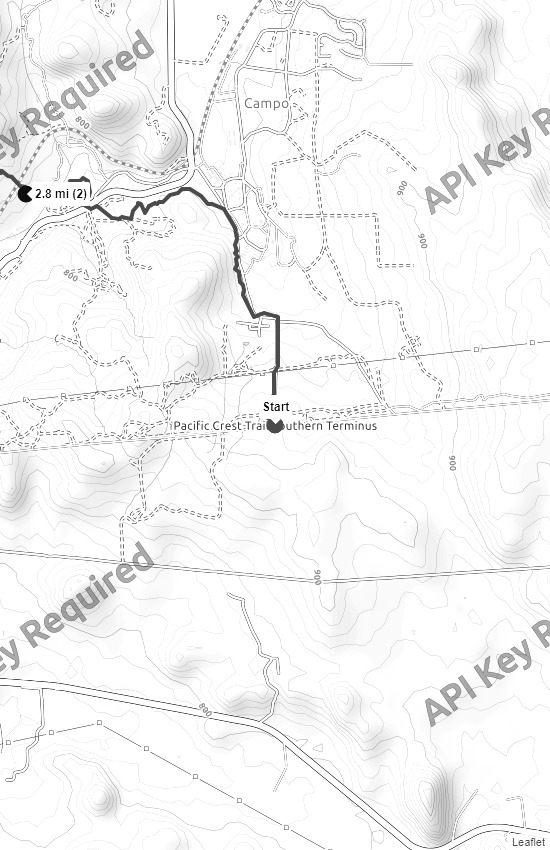 API Key Required
Campo
800
API Key Required
900
2.8 mi (2)
900
800
Start
Pacific Crest Trail Southern Terminus
900
900
API Key Required
API Key Required
800
Leaflet